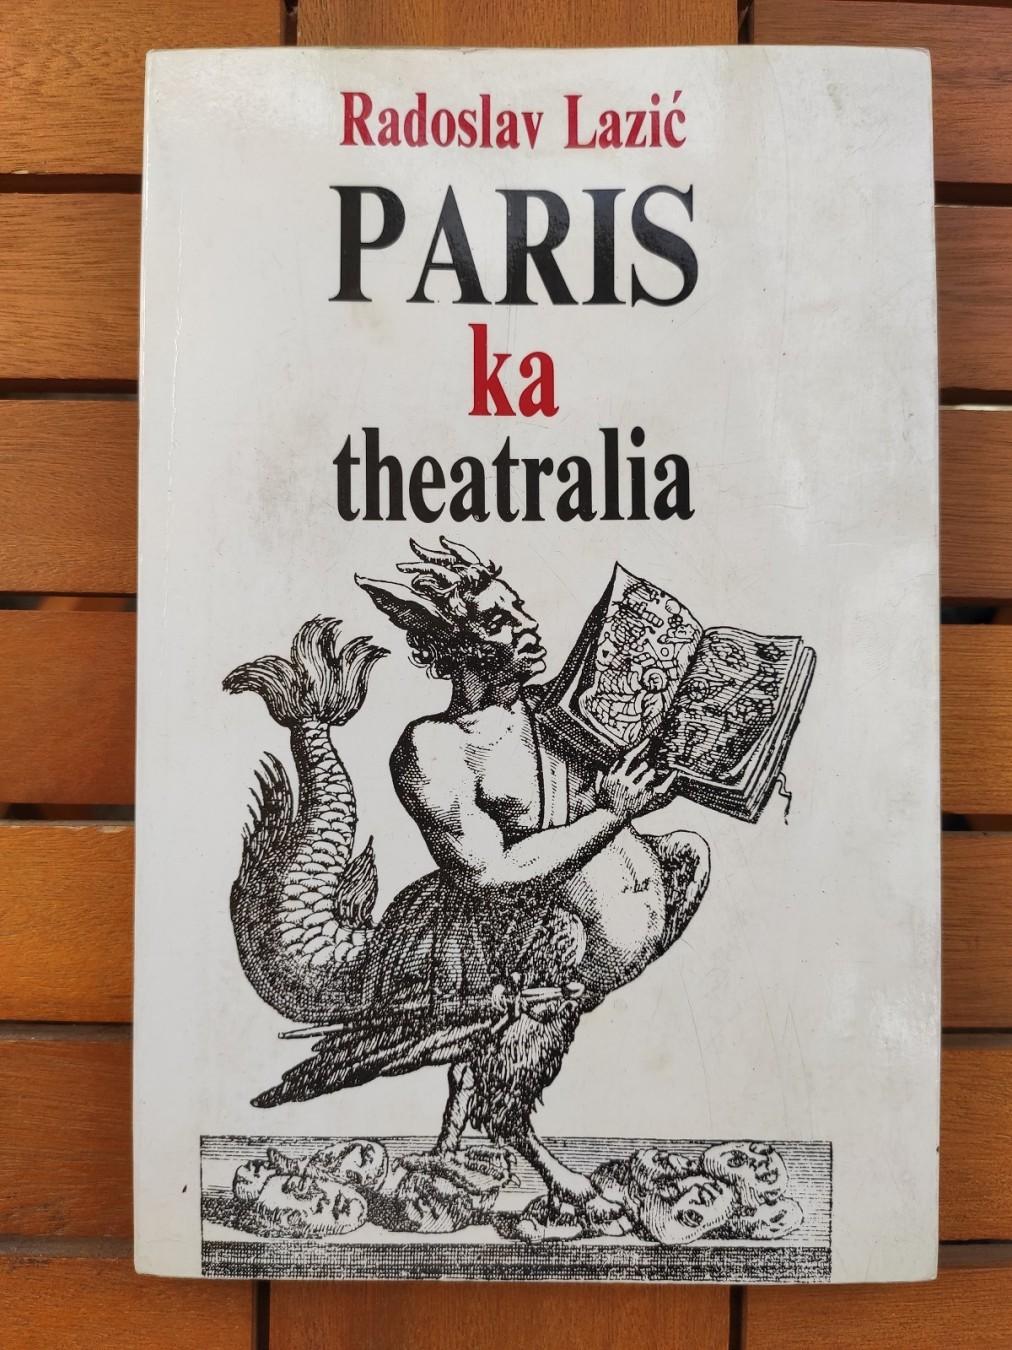 Radoslav Lazić
PARIS
ka
theatralia